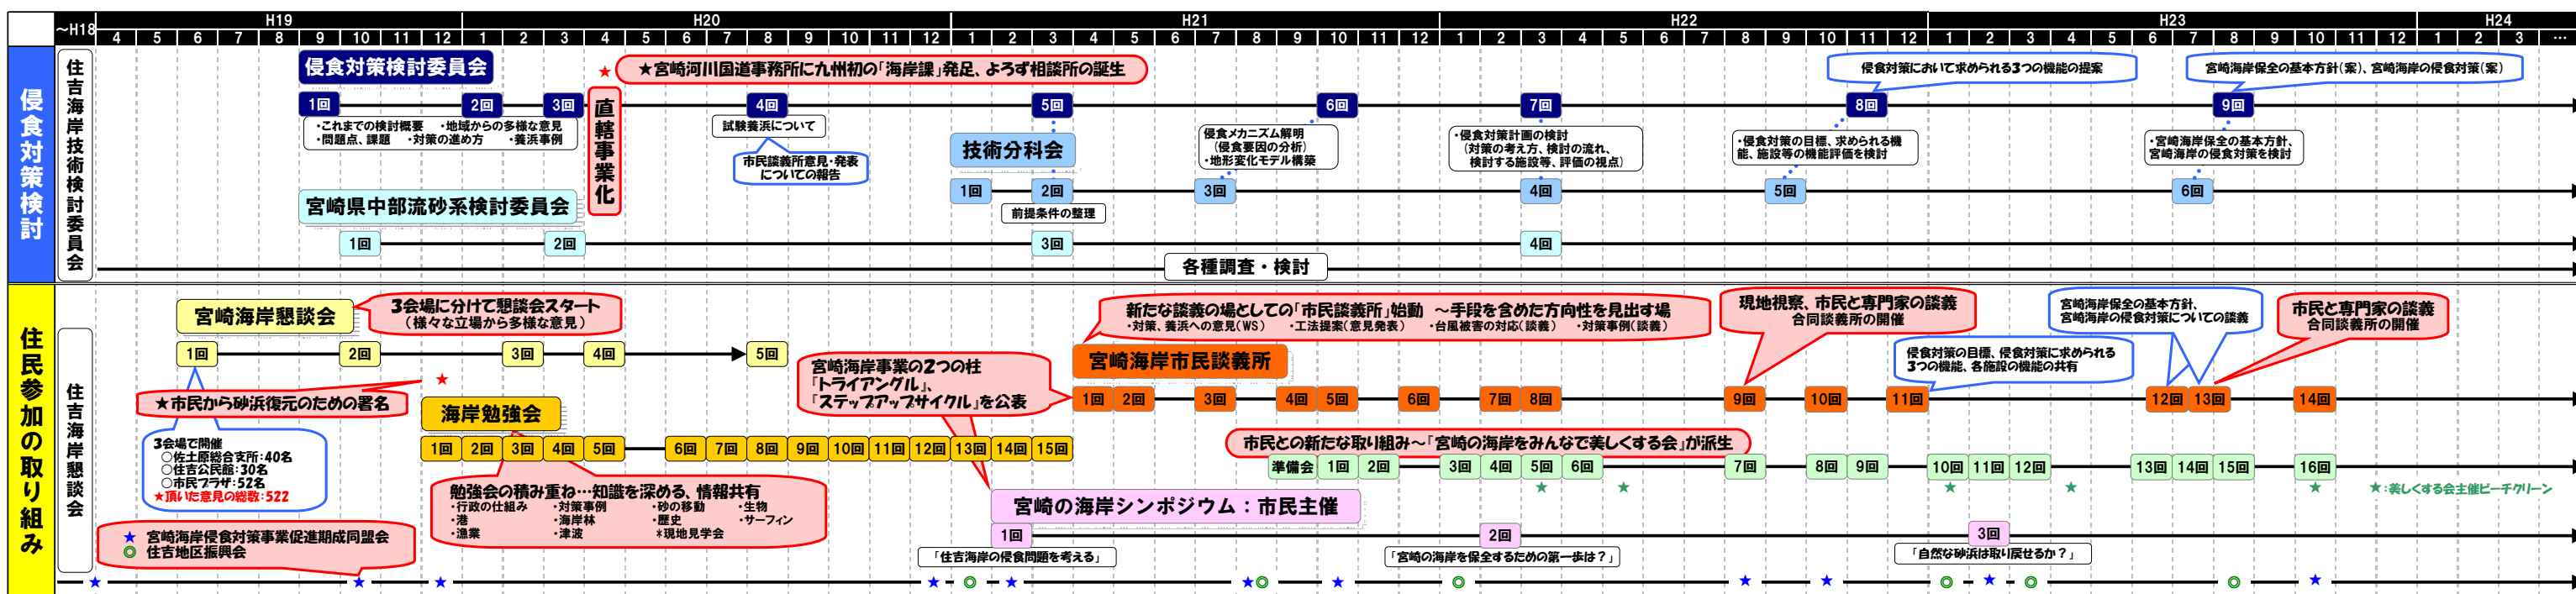 ～H18 H19 H20 H21 H22 H23 H24
4 5 6 7 8 9 10 11 12 1 2 3 4 5 6 7 8 9 10 11 12 1 2 3 4 5 6 7 8 9 10 11 12 1 2 3 4 5 6 7 8 9 10 11 12 1 2 3 4 5 6 7 8 9 10 11 12 1 2 3 …
侵食対策検討
住吉海岸技術検討委員会
侵食対策検討委員会
1回 2回 3回 4回 5回 6回 7回 8回 9回
・これまでの検討概要 ・地域からの多様な意見
・問題点、課題 ・対策の進め方 ・養浜事例
★
直轄事業化
★宮崎河川国道事務所に九州初の「海岸課」発足、よろず相談所の誕生
試験養浜について
市民談義所意見・発表
についての報告
侵食対策において求められる3つの機能の提案
宮崎海岸保全の基本方針(案)、宮崎海岸の侵食対策(案)
技術分科会
1回 2回 3回 4回 5回 6回
前提条件の整理
侵食メカニズム解明
(侵食要因の分析)
・地形変化モデル構築
・侵食対策計画の検討
(対策の考え方、検討の流れ、
検討する施設等、評価の視点)
・侵食対策の目標、求められる機
能、施設等の機能評価を検討
・宮崎海岸保全の基本方針、
宮崎海岸の侵食対策を検討
宮崎県中部流砂系検討委員会
1回 2回 3回 4回
各種調査・検討
住民参加の取り組み
住吉海岸懇談会
宮崎海岸懇談会
3会場に分けて懇談会スタート
(様々な立場から多様な意見)
1回 2回 3回 4回 5回
★
★市民から砂浜復元のための署名
3会場で開催
○佐土原総合支所：40名
○住吉公民館：30名
○市民プラザ：52名
★頂いた意見の総数：522
海岸勉強会
1回 2回 3回 4回 5回 6回 7回 8回 9回 10回 11回 12回 13回 14回 15回
勉強会の積み重ね…知識を深める、情報共有
・行政の仕組み ・対策事例 ・砂の移動 ・生物
・港 ・海岸林 ・歴史 ・サーフィン
・漁業 ・津波 *現地見学会
宮崎海岸事業の2つの柱
『トライアングル』、
『ステップアップサイクル』を公表
新たな談義の場としての「市民談義所」始動 ～手段を含めた方向性を見出す場
・対策、養浜への意見(WS) ・工法提案(意見発表) ・台風被害の対応(談義) ・対策事例(談義)
宮崎海岸市民談義所
1回 2回 3回 4回 5回 6回 7回 8回 9回 10回 11回 12回 13回 14回
現地視察、市民と専門家の談義
合同談義所の開催
侵食対策の目標、侵食対策に求められる
3つの機能、各施設の機能の共有
宮崎海岸保全の基本方針、
宮崎海岸の侵食対策についての談義
市民と専門家の談義
合同談義所の開催
市民との新たな取り組み～「宮崎の海岸をみんなで美しくする会」が派生
準備会 1回 2回 3回 4回 5回 6回 7回 8回 9回 10回 11回 12回 13回 14回 15回 16回
★ ★ ★ ★ ★ ★：美しくする会主催ビーチクリーン
宮崎の海岸シンポジウム：市民主催
1回 2回 3回
「住吉海岸の侵食問題を考える」
「宮崎の海岸を保全するための第一歩は？」
「自然な砂浜は取り戻せるか？」
★ 宮崎海岸侵食対策事業促進期成同盟会
◎ 住吉地区振興会
★ ★ ★ ★ ◎ ★ ★◎ ★ ◎ ★ ★ ◎ ★ ◎ ◎ ★